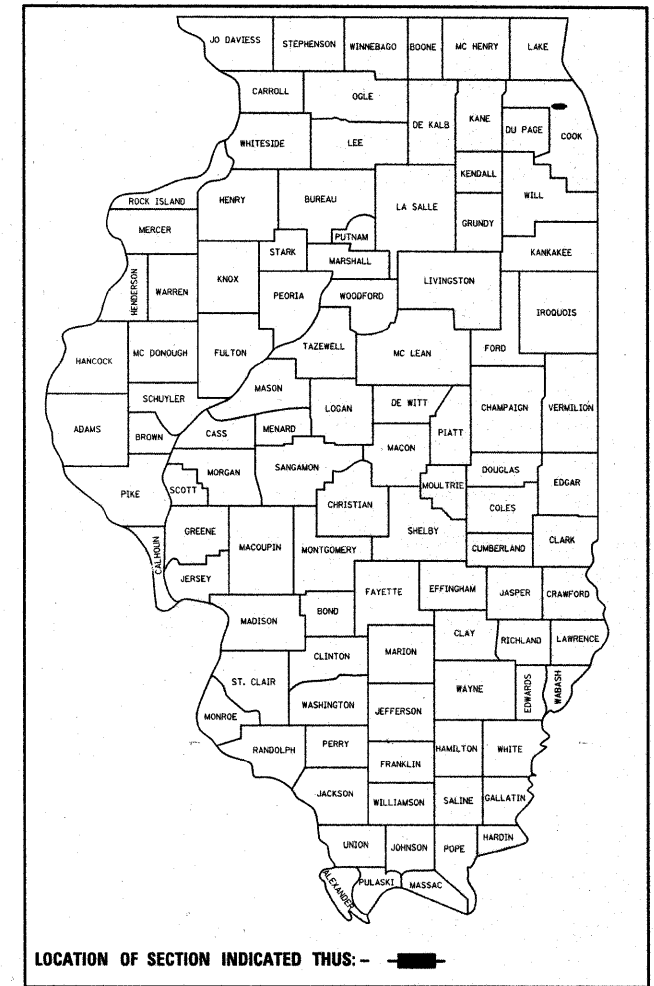 JO DAVIESS STEPHENSON WINNEBAGO BOONE MC HENRY LAKE
CARROLL OGLE DE KALB KANE DU PAGE COOK
WHITESIDE LEE
KENDALL
ROCK ISLAND HENRY BUREAU LA SALLE WILL
GRUNDY
MERCER PUTNAM
STARK MARSHALL KANKAKEE
HENDERSON WARREN KNOX PEORIA WOODFORD LIVINGSTON IROQUOIS
HANCOCK MC DONOUGH FULTON TAZEWELL MC LEAN FORD
SCHUYLER MASON LOGAN DE WITT CHAMPAIGN VERMILION
ADAMS BROWN CASS MENARD MACON PIATT
PIKE SCOTT MORGAN SANGAMON MOULTRIE DOUGLAS EDGAR
CHRISTIAN COLES
CALHOUN GREENE MACOUPIN MONTGOMERY SHELBY CUMBERLAND CLARK
JERSEY FAYETTE EFFINGHAM JASPER CRAWFORD
MADISON BOND
CLINTON MARION CLAY RICHLAND LAWRENCE
ST. CLAIR WASHINGTON JEFFERSON WAYNE EDWARDS WABASH
MONROE
RANDOLPH PERRY FRANKLIN HAMILTON WHITE
JACKSON WILLIAMSON SALINE GALLATIN
UNION JOHNSON POPE HARDIN
ALEXANDER PULASKI MASSAC
LOCATION OF SECTION INDICATED THUS: –